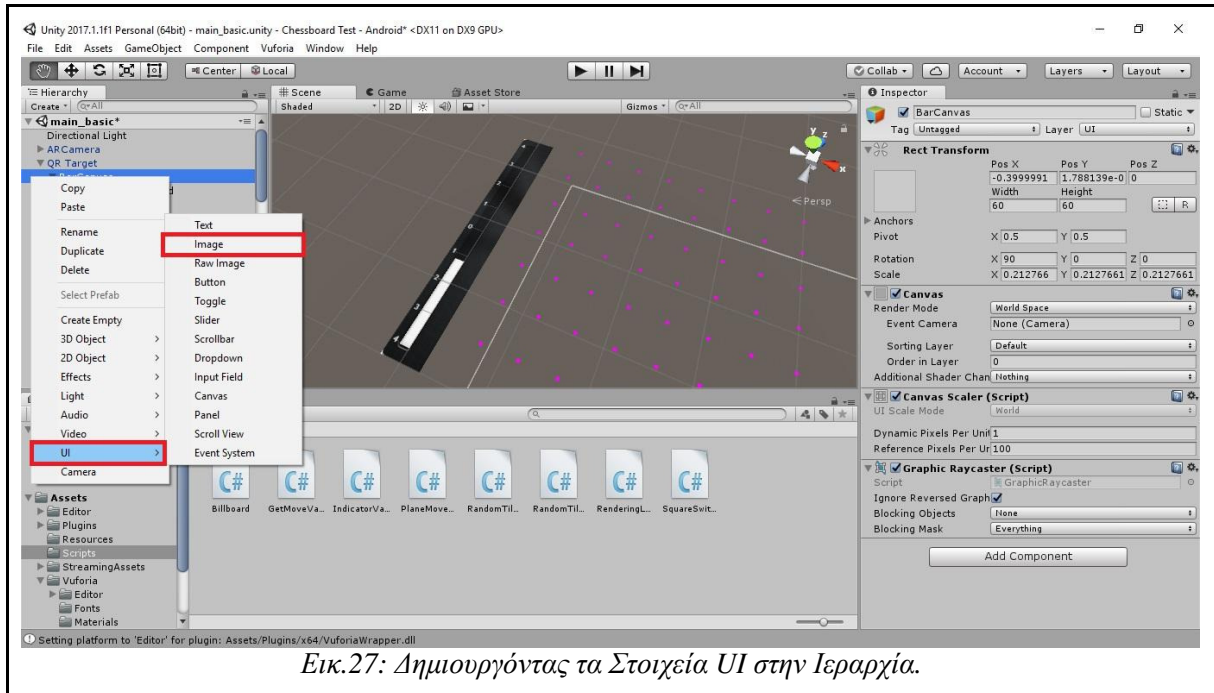 Unity 2017.1.1f1 Personal (64bit) - main_basic.unity - Chessboard Test - Android* <DX11 on DX9 GPU>
File Edit Assets GameObject Component Vuforia Window Help
Center Local Collab Account Layers Layout
Hierarchy
Create Q▾All
main_basic*
Directional Light
ARCamera
QR Target
Copy
Paste
Rename
Duplicate
Delete
Select Prefab
Create Empty
3D Object >
2D Object >
Effects >
Light >
Audio >
Video >
UI >
Camera
Text
Image
Raw Image
Button
Toggle
Slider
Scrollbar
Dropdown
Input Field
Canvas
Panel
Scroll View
Event System
Scene Game Asset Store
Shaded 2D Gizmos Q▾All
y z
x
Persp
4
3
2
1
0
1
2
3
4
C# C# C# C# C# C# C# C#
Billboard GetMoveVa... IndicatorVa... PlaneMove... RandomTil... RandomTil... RenderingL... SquareSwit...
Assets
Editor
Plugins
Resources
Scripts
StreamingAssets
Vuforia
Editor
Fonts
Materials
Inspector
BarCanvas Static
Tag Untagged Layer UI
Rect Transform
Pos X Pos Y Pos Z
-0.3999991 1.788139e-0 0
Width Height
60 60
R
Anchors
Pivot X 0.5 Y 0.5
Rotation X 90 Y 0 Z 0
Scale X 0.212766 Y 0.2127661 Z 0.2127661
Canvas
Render Mode World Space
Event Camera None (Camera)
Sorting Layer Default
Order in Layer 0
Additional Shader Chan Nothing
Canvas Scaler (Script)
UI Scale Mode World
Dynamic Pixels Per Unit 1
Reference Pixels Per Ur 100
Graphic Raycaster (Script)
Script GraphicRaycaster
Ignore Reversed Graph
Blocking Objects None
Blocking Mask Everything
Add Component
Setting platform to 'Editor' for plugin: Assets/Plugins/x64/VuforiaWrapper.dll
Εικ.27: Δημιουργόντας τα Στοιχεία UI στην Ιεραρχία.